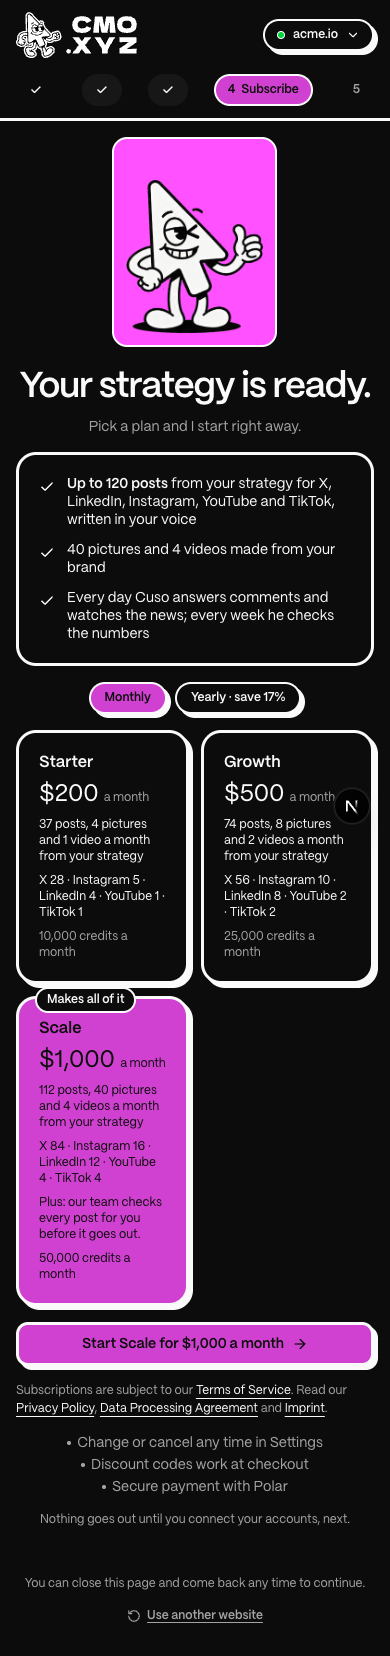 CMO
.XYZ
acme.io
4 Subscribe
5
Your strategy is ready.
Pick a plan and I start right away.
Up to 120 posts from your strategy for X,
LinkedIn, Instagram, YouTube and TikTok,
written in your voice
40 pictures and 4 videos made from your
brand
Every day Cuso answers comments and
watches the news; every week he checks
the numbers
Monthly
Yearly · save 17%
Starter
$200 a month
37 posts, 4 pictures
and 1 video a month
from your strategy
X 28 · Instagram 5 ·
LinkedIn 4 · YouTube 1 ·
TikTok 1
10,000 credits a
month
Growth
$500 a month
N
74 posts, 8 pictures
and 2 videos a month
from your strategy
X 56 · Instagram 10 ·
LinkedIn 8 · YouTube 2
· TikTok 2
25,000 credits a
month
Makes all of it
Scale
$1,000 a month
112 posts, 40 pictures
and 4 videos a month
from your strategy
X 84 · Instagram 16 ·
LinkedIn 12 · YouTube
4 · TikTok 4
Plus: our team checks
every post for you
before it goes out.
50,000 credits a
month
Start Scale for $1,000 a month →
Subscriptions are subject to our Terms of Service. Read our
Privacy Policy, Data Processing Agreement and Imprint.
• Change or cancel any time in Settings
• Discount codes work at checkout
• Secure payment with Polar
Nothing goes out until you connect your accounts, next.
You can close this page and come back any time to continue.
Use another website